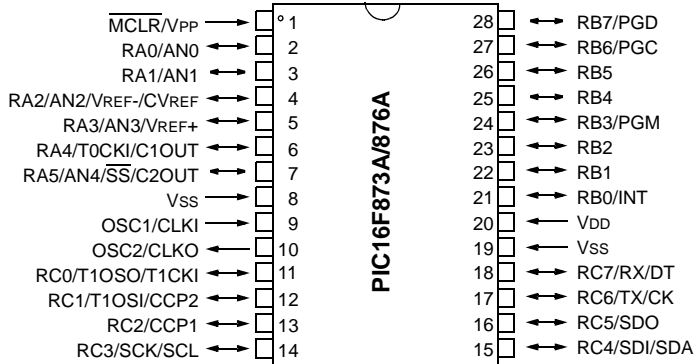 MCLR/VPP 1 28 RB7/PGD
RA0/AN0 2 27 RB6/PGC
RA1/AN1 3 26 RB5
RA2/AN2/VREF-/CVREF 4 25 RB4
RA3/AN3/VREF+ 5 24 RB3/PGM
RA4/T0CKI/C1OUT 6 23 RB2
RA5/AN4/SS/C2OUT 7 22 RB1
VSS 8 21 RB0/INT
OSC1/CLKI 9 20 VDD
OSC2/CLKO 10 19 VSS
RC0/T1OSO/T1CKI 11 18 RC7/RX/DT
RC1/T1OSI/CCP2 12 17 RC6/TX/CK
RC2/CCP1 13 16 RC5/SDO
RC3/SCK/SCL 14 15 RC4/SDI/SDA
PIC16F873A/876A